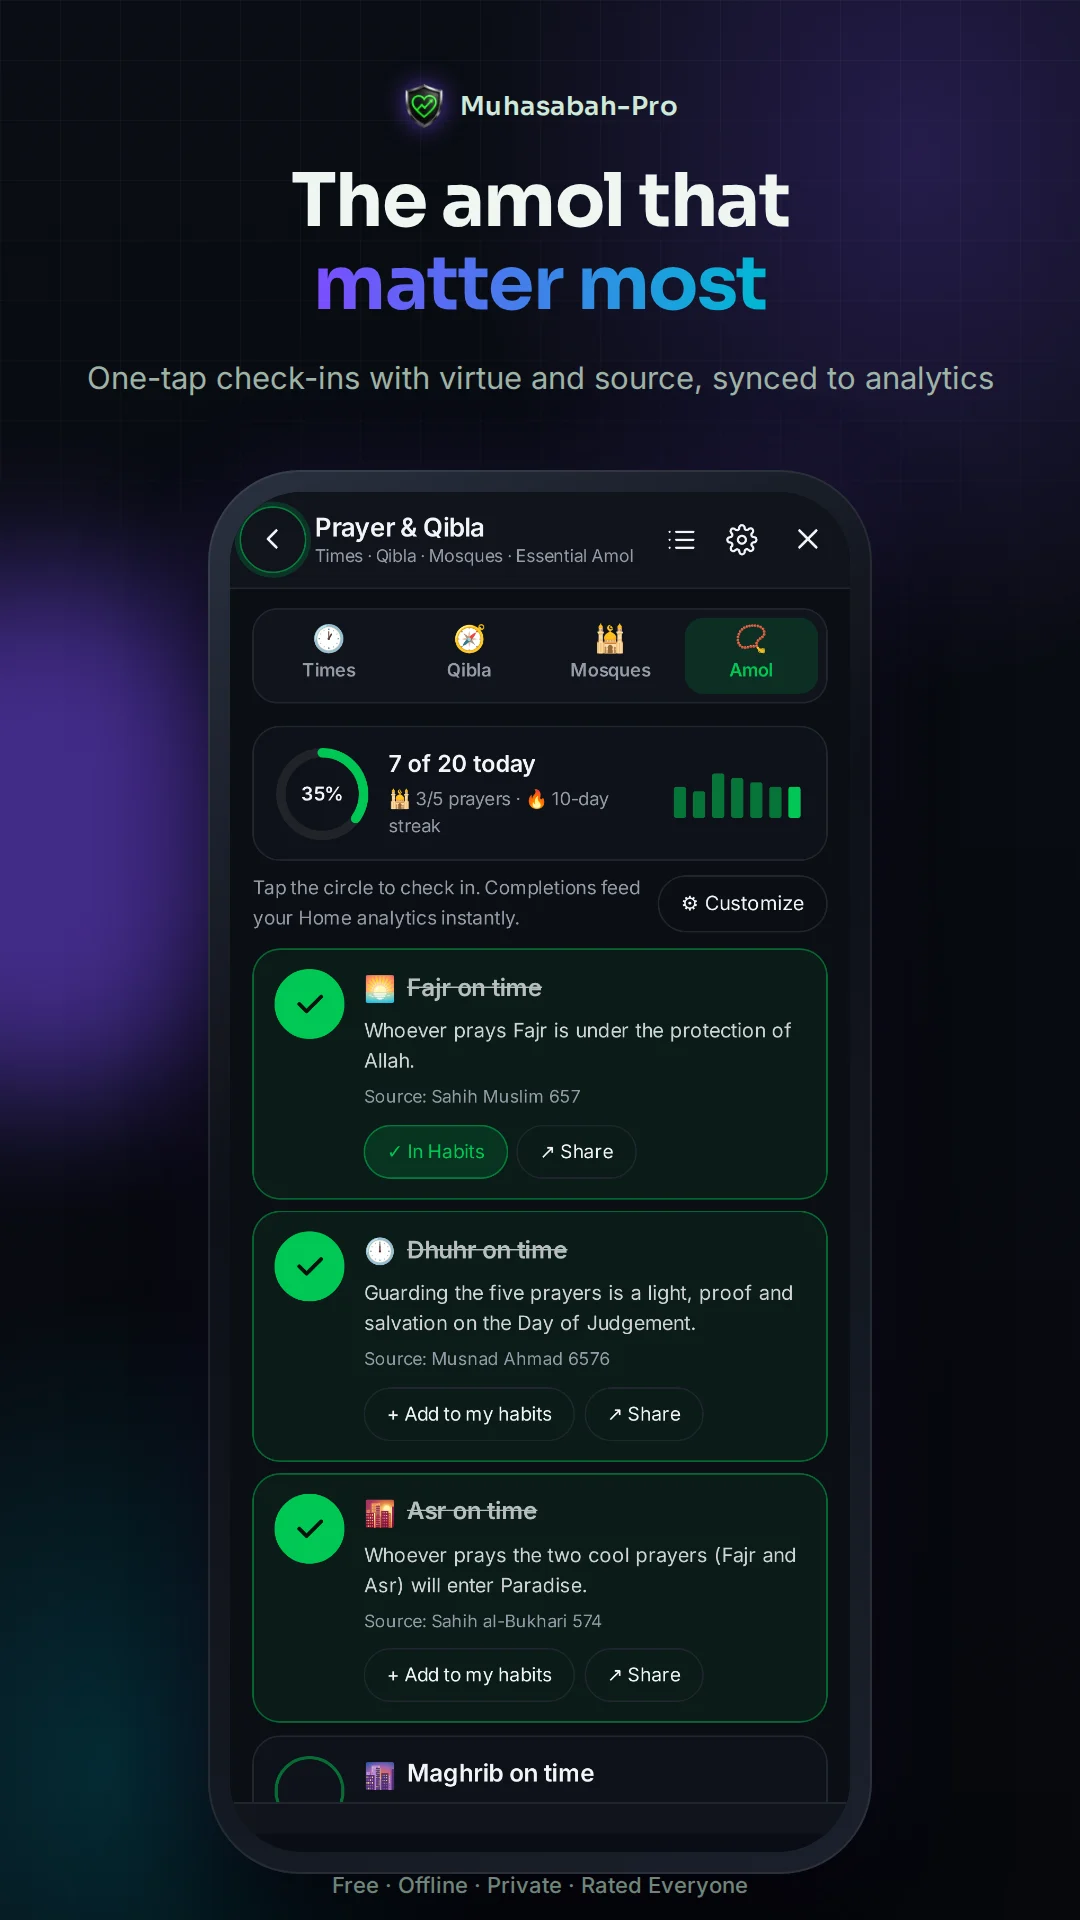 Muhasabah-Pro
The amol that
matter most
One-tap check-ins with virtue and source, synced to analytics
Prayer & Qibla
Times · Qibla · Mosques · Essential Amol
Times
Qibla
Mosques
Amol
35%
7 of 20 today
🕌 3/5 prayers · 🔥 10-day
streak
Tap the circle to check in. Completions feed
your Home analytics instantly.
⚙ Customize
Fajr on time
Whoever prays Fajr is under the protection of
Allah.
Source: Sahih Muslim 657
✓ In Habits
↗ Share
Dhuhr on time
Guarding the five prayers is a light, proof and
salvation on the Day of Judgement.
Source: Musnad Ahmad 6576
+ Add to my habits
↗ Share
Asr on time
Whoever prays the two cool prayers (Fajr and
Asr) will enter Paradise.
Source: Sahih al-Bukhari 574
+ Add to my habits
↗ Share
Maghrib on time
Free · Offline · Private · Rated Everyone